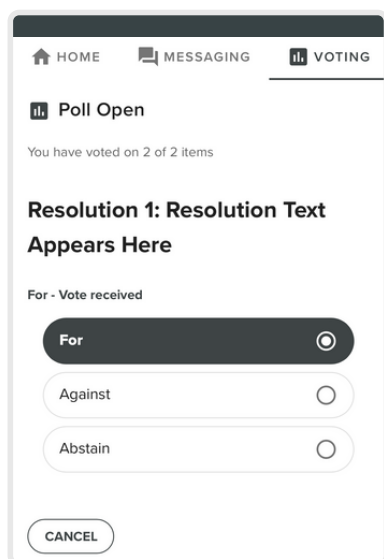 HOME MESSAGING VOTING
Poll Open
You have voted on 2 of 2 items
Resolution 1: Resolution Text
Appears Here
For - Vote received
For
Against
Abstain
CANCEL